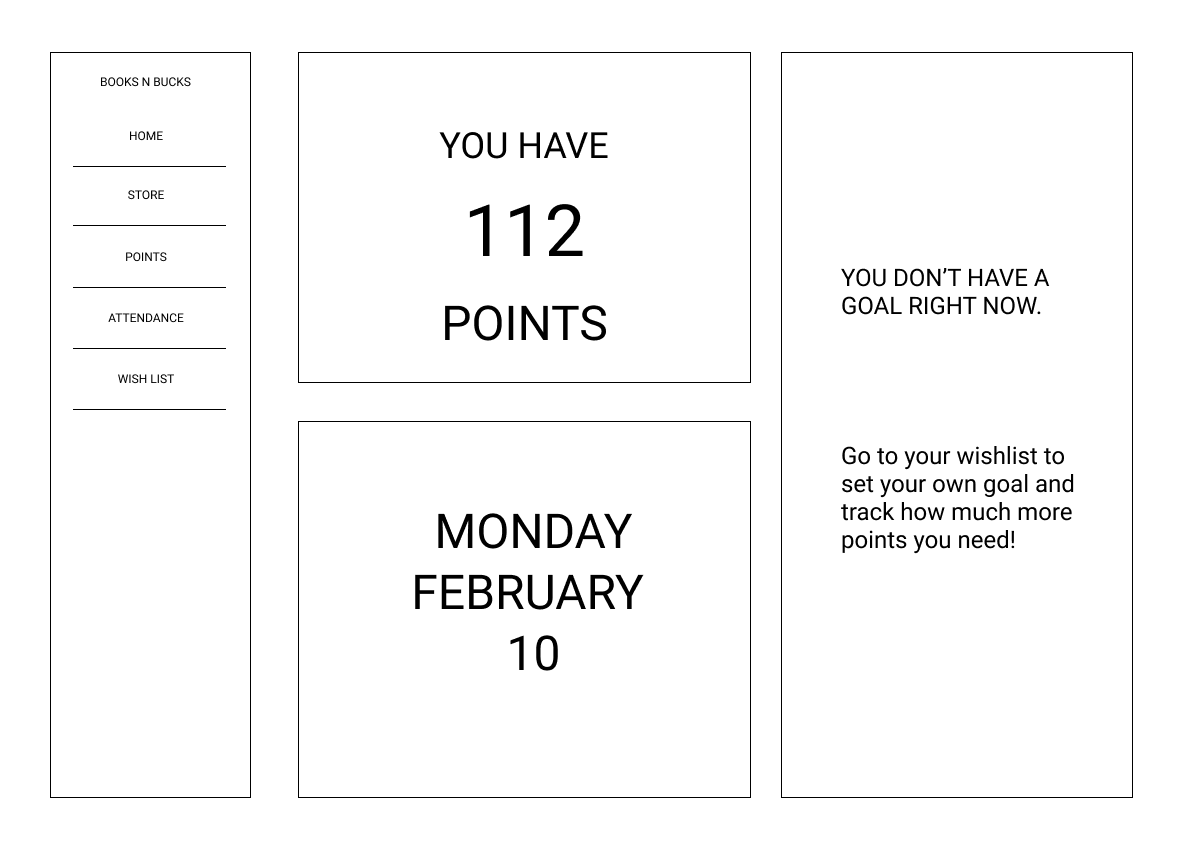 BOOKS N BUCKS
HOME
STORE
POINTS
ATTENDANCE
WISH LIST
YOU HAVE
112
POINTS
MONDAY
FEBRUARY
10
YOU DON’T HAVE A
GOAL RIGHT NOW.
Go to your wishlist to
set your own goal and
track how much more
points you need!